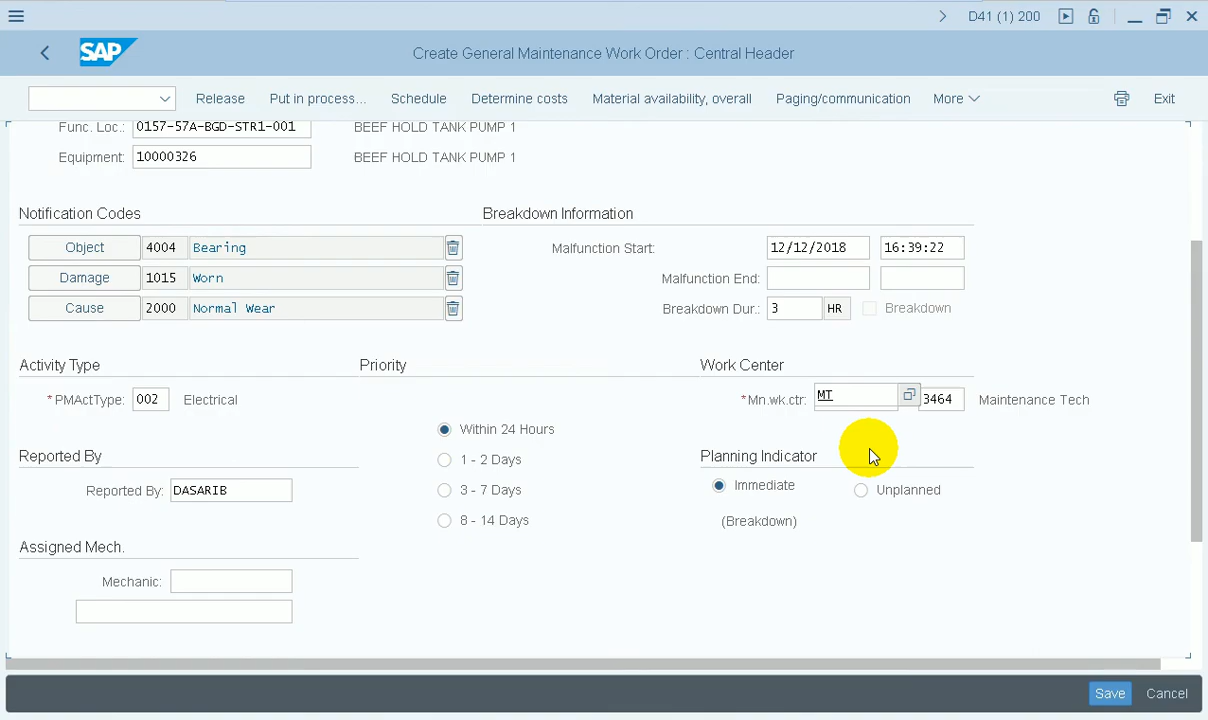 D41 (1) 200
SAP Create General Maintenance Work Order : Central Header
Release Put in process... Schedule Determine costs Material availability, overall Paging/communication More Exit
Func. Loc.: 0157-57A-BGD-STR1-001 BEEF HOLD TANK PUMP 1
Equipment: 10000326 BEEF HOLD TANK PUMP 1
Notification Codes Breakdown Information
Object 4004 Bearing Malfunction Start: 12/12/2018 16:39:22
Damage 1015 Worn Malfunction End:
Cause 2000 Normal Wear Breakdown Dur.: 3 HR Breakdown
Activity Type Priority Work Center
*PMActType: 002 Electrical *Mn.wk.ctr: MT 3464 Maintenance Tech
Within 24 Hours
Reported By 1 - 2 Days Planning Indicator
Reported By: DASARIB 3 - 7 Days Immediate Unplanned
8 - 14 Days (Breakdown)
Assigned Mech.
Mechanic:
Save Cancel